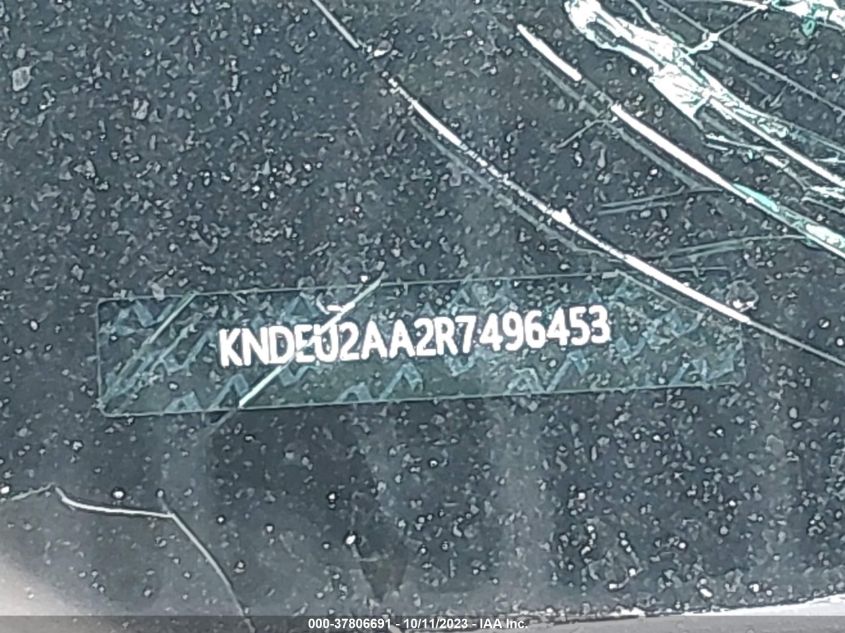 KNDEU2AA2R7496453
000-37806691 - 10/11/2023 - IAA Inc.